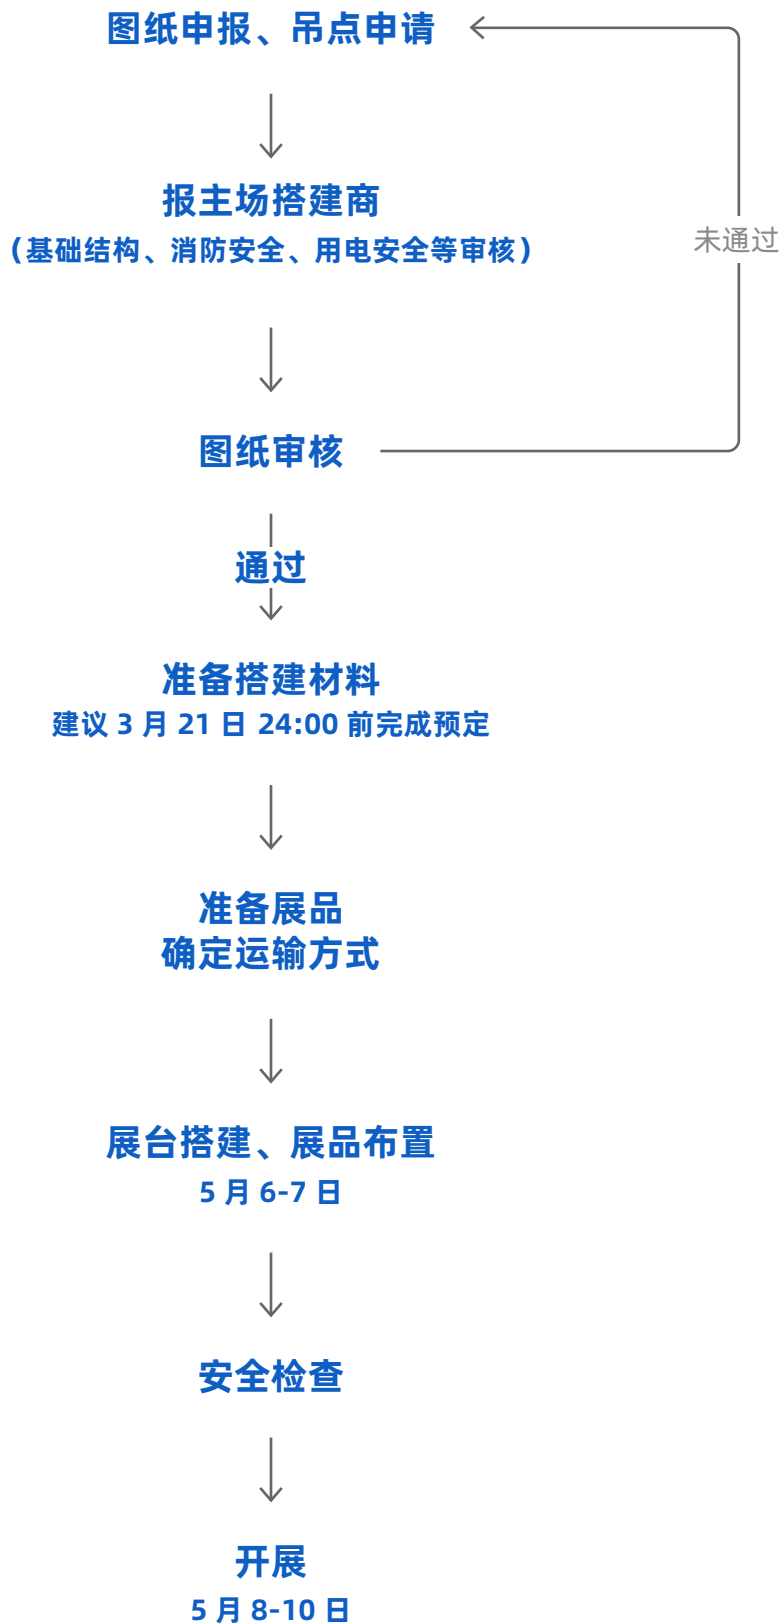 图纸申报、吊点申请
报主场搭建商
（基础结构、消防安全、用电安全等审核）
未通过
图纸审核
通过
准备搭建材料
建议 3 月 21 日 24:00 前完成预定
准备展品
确定运输方式
展台搭建、展品布置
5 月 6-7 日
安全检查
开展
5 月 8-10 日